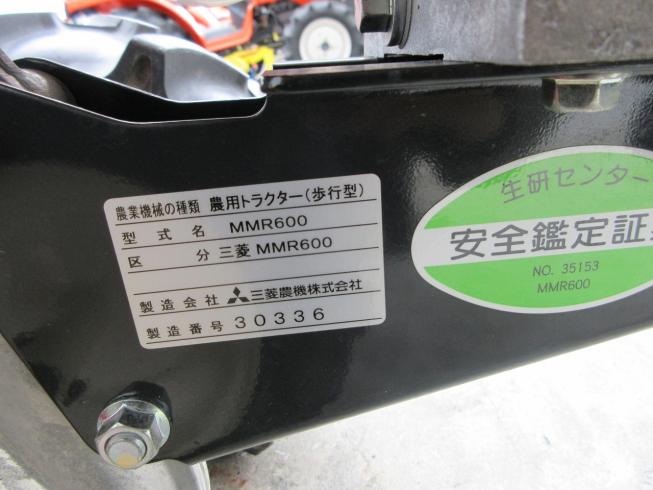 農業機械の種類 農用トラクター(歩行型)
型式名 MMR600
区分 三菱 MMR600
製造会社 三菱農機株式会社
製造番号 30336
生研センター
安全鑑定証
NO. 35153
MMR600